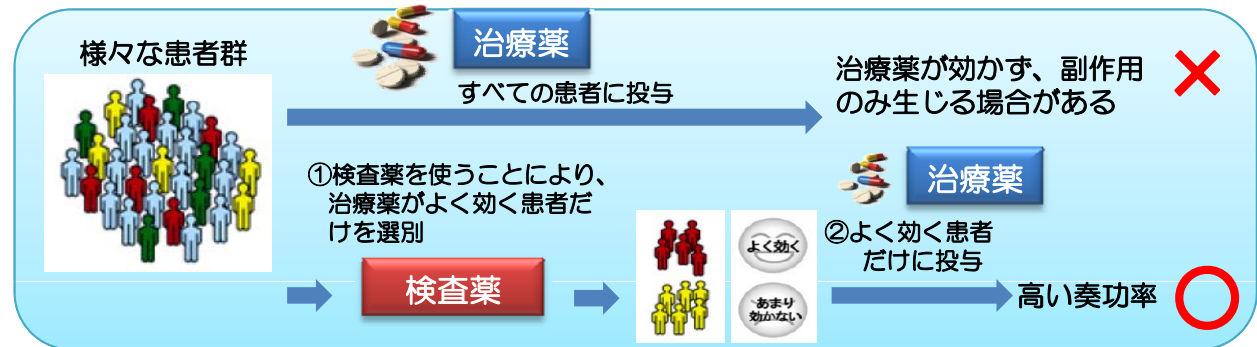 様々な患者群
治療薬
すべての患者に投与
治療薬が効かず、副作用
のみ生じる場合がある
①検査薬を使うことにより、
治療薬がよく効く患者だ
けを選別
検査薬
よく効く
あまり
効かない
治療薬
②よく効く患者
だけに投与
高い奏功率